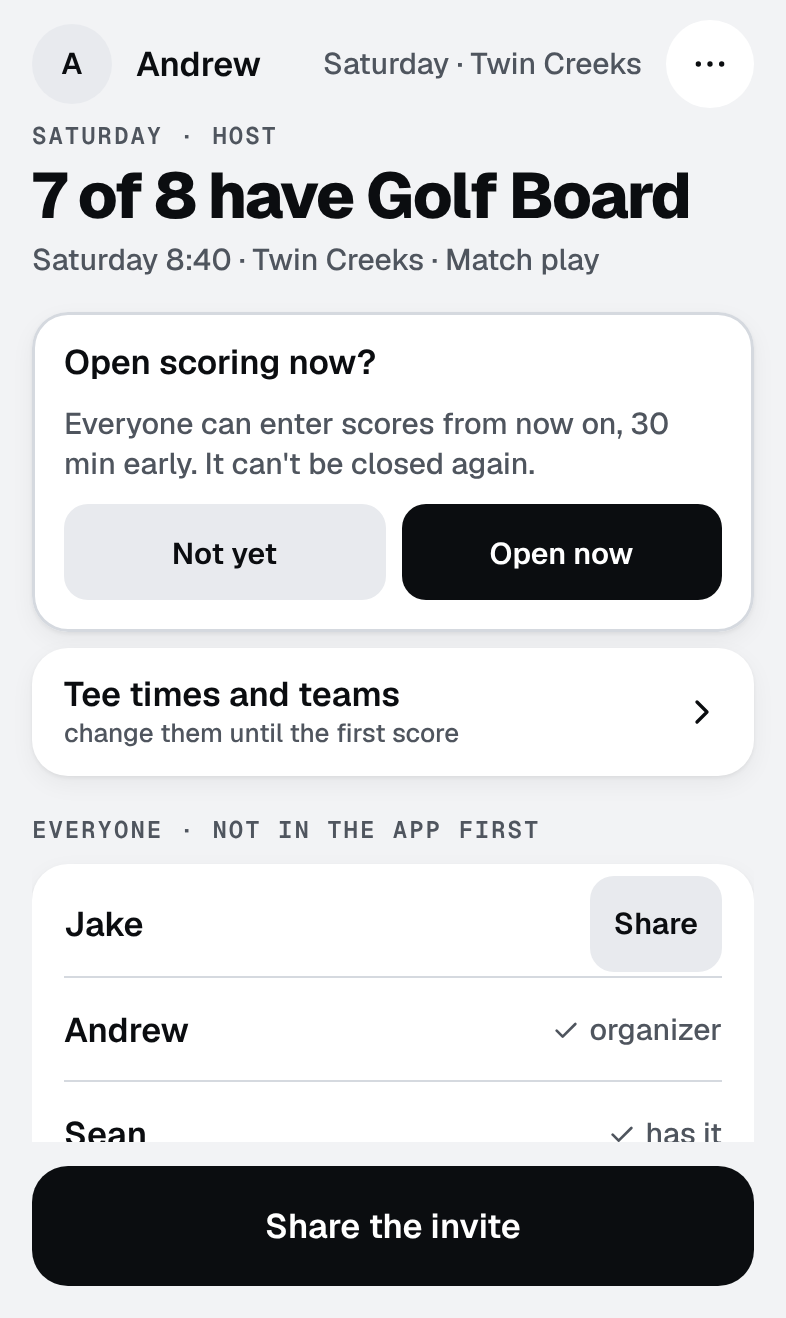 A Andrew Saturday · Twin Creeks ...
SATURDAY · HOST
7 of 8 have Golf Board
Saturday 8:40 · Twin Creeks · Match play
Open scoring now?
Everyone can enter scores from now on, 30
min early. It can't be closed again.
Not yet Open now
Tee times and teams
change them until the first score
EVERYONE · NOT IN THE APP FIRST
Jake Share
Andrew ✓ organizer
Sean ✓ has it
Share the invite